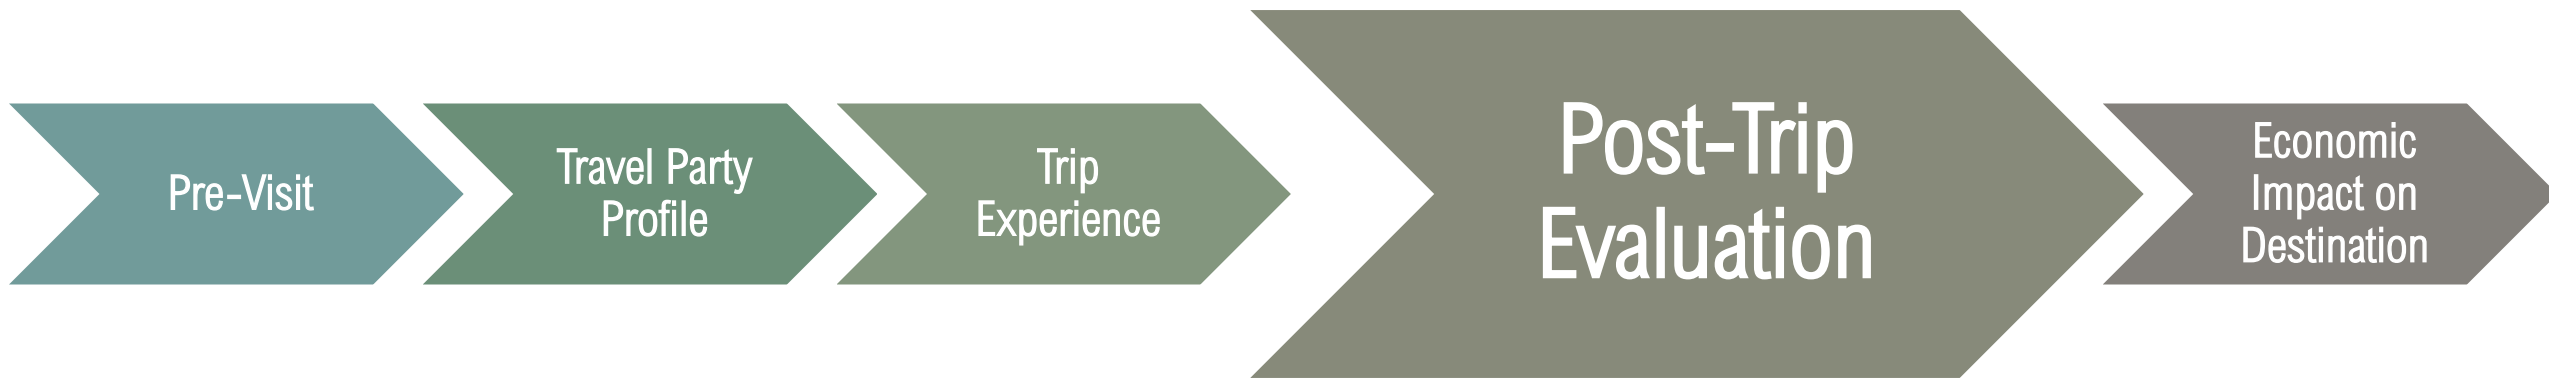 Pre-Visit
Travel Party
Profile
Trip
Experience
Post-Trip
Evaluation
Economic
Impact on
Destination